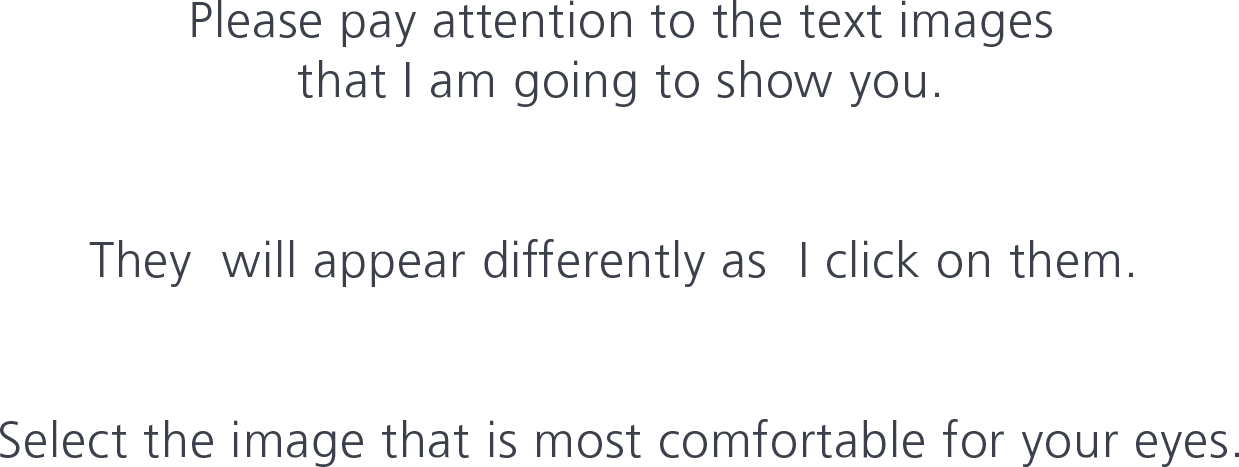 Please pay attention to the text images
that I am going to show you.
They will appear differently as I click on them.
Select the image that is most comfortable for your eyes.